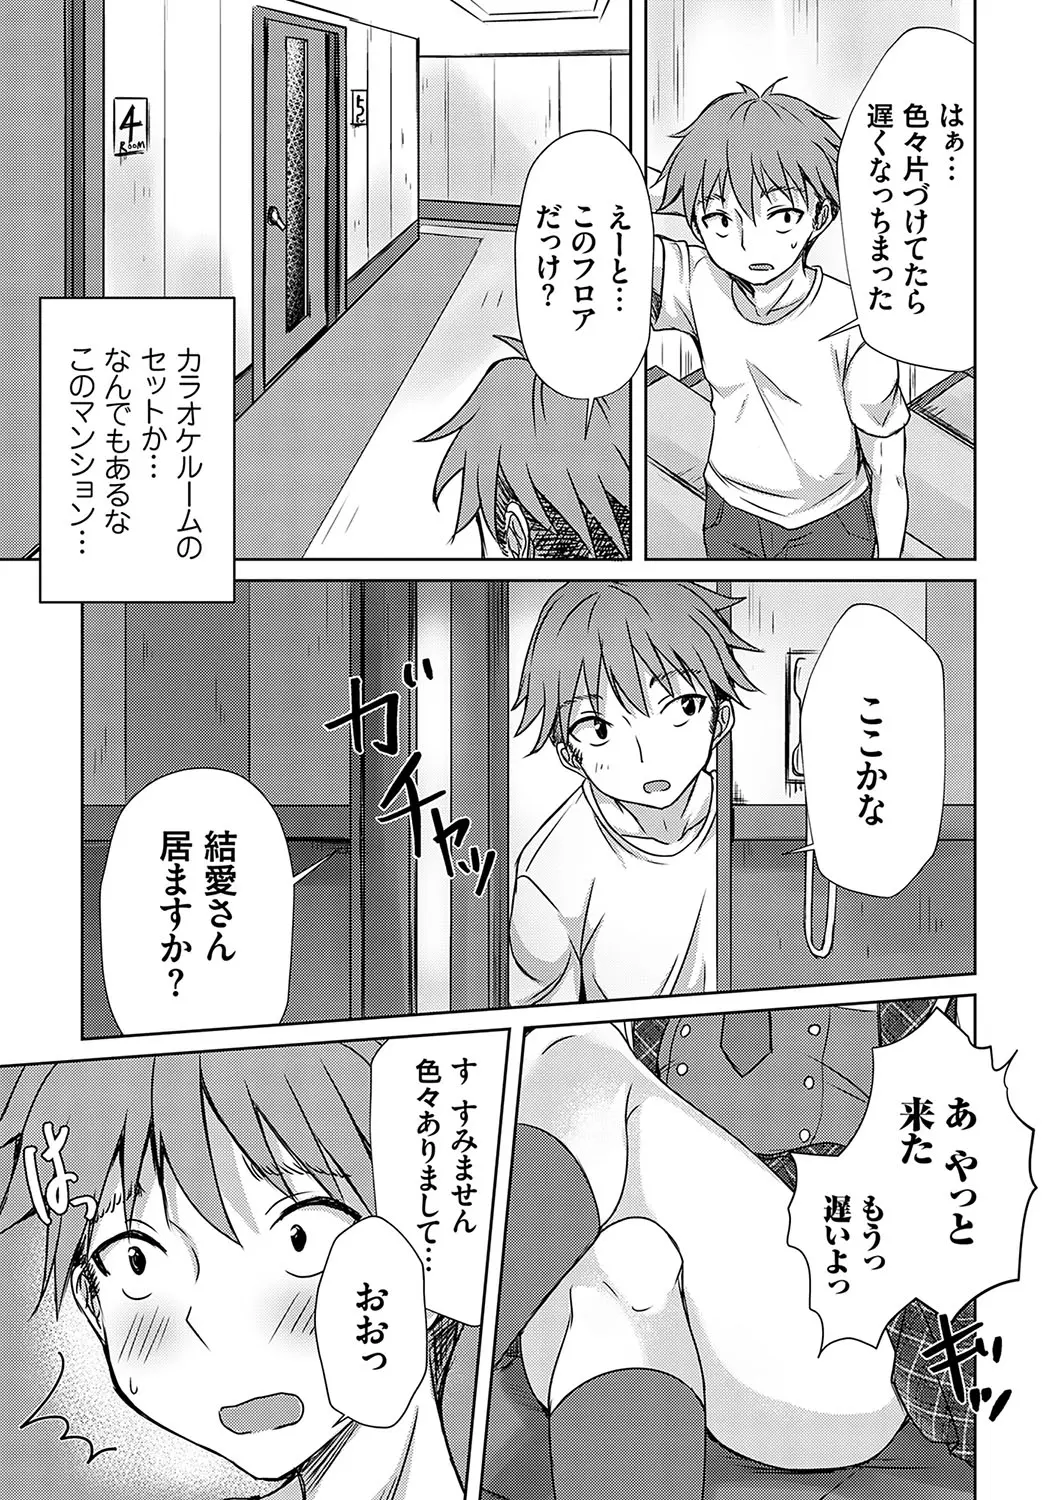 はぁ…
色々片づけてたら
遅くなっちまった
えーと…
このフロア
だっけ?
4
ROOM
5
カラオケルームの
セットか…
なんでもあるな
このマンション…
ここかな
ガチャッ
結愛さん
居ますか?
あ やっと
来た
もうっ
遅いよっ
キリッ
す すみません
色々ありまして…
おおっ
はっ